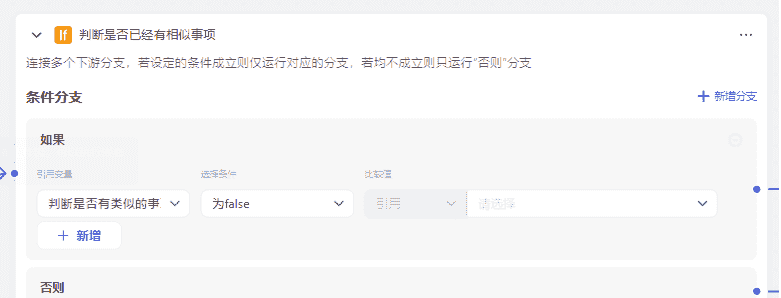 If 判断是否已经有相似事项
连接多个下游分支，若设定的条件成立则仅运行对应的分支，若均不成立则只运行“否则”分支
条件分支
+ 新增分支
如果
引用变量 选择条件 比较值
判断是否有类似的事 为false 引用 请选择
+ 新增
否则